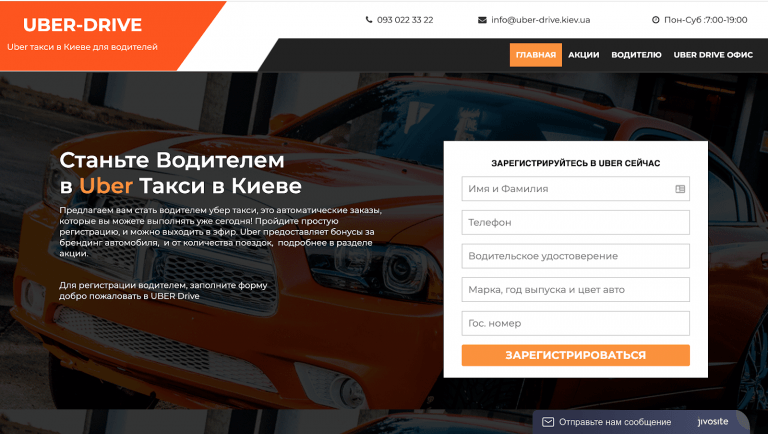 UBER-DRIVE
Uber такси в Киеве для водителей
093 022 33 22
info@uber-drive.kiev.ua
Пон-Суб :7:00-19:00
ГЛАВНАЯ
АКЦИИ
ВОДИТЕЛЮ
UBER DRIVE ОФИС
Станьте Водителем
в Uber Такси в Киеве
Предлагаем вам стать водителем убер такси, это автоматические заказы,
которые вы можете выполнять уже сегодня! Пройдите простую
регистрацию, и можно выходить в эфир. Uber предоставляет бонусы за
брендинг автомобиля, и от количества поездок, подробнее в разделе
акции.
Для регистрации водителем, заполните форму
добро пожаловать в UBER Drive
ЗАРЕГИСТРИРУЙТЕСЬ В UBER СЕЙЧАС
Имя и Фамилия
Телефон
Водительское удостоверение
Марка, год выпуска и цвет авто
Гос. номер
ЗАРЕГИСТРИРОВАТЬСЯ
Отправьте нам сообщение
jivosite